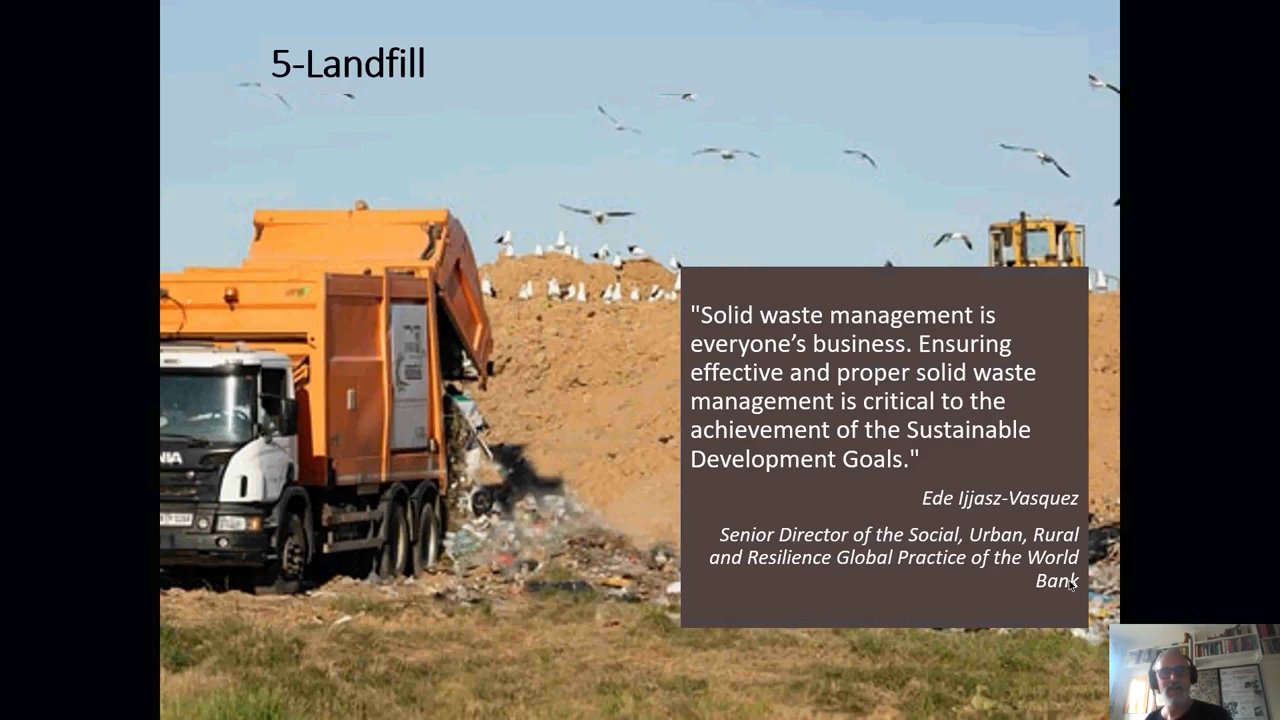 5-Landfill
"Solid waste management is
everyone’s business. Ensuring
effective and proper solid waste
management is critical to the
achievement of the Sustainable
Development Goals."
Ede Ijjasz-Vasquez
Senior Director of the Social, Urban, Rural
and Resilience Global Practice of the World
Bank